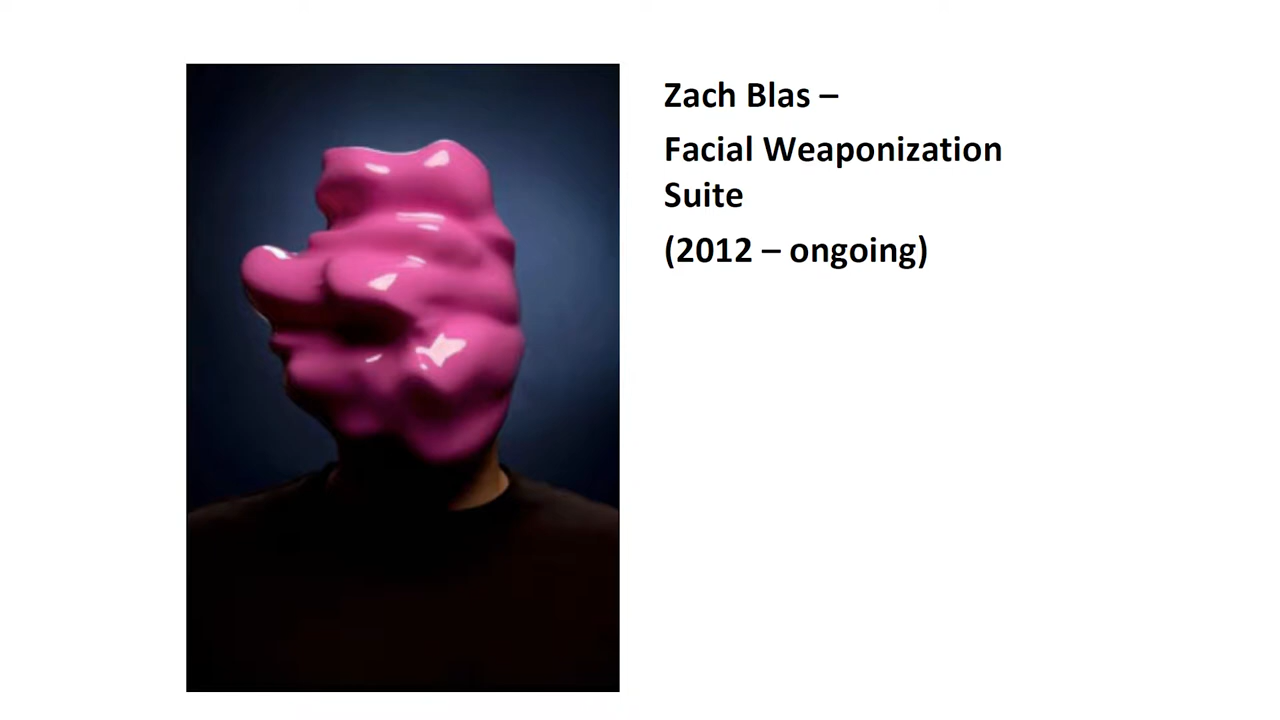 Zach Blas –
Facial Weaponization
Suite
(2012 – ongoing)